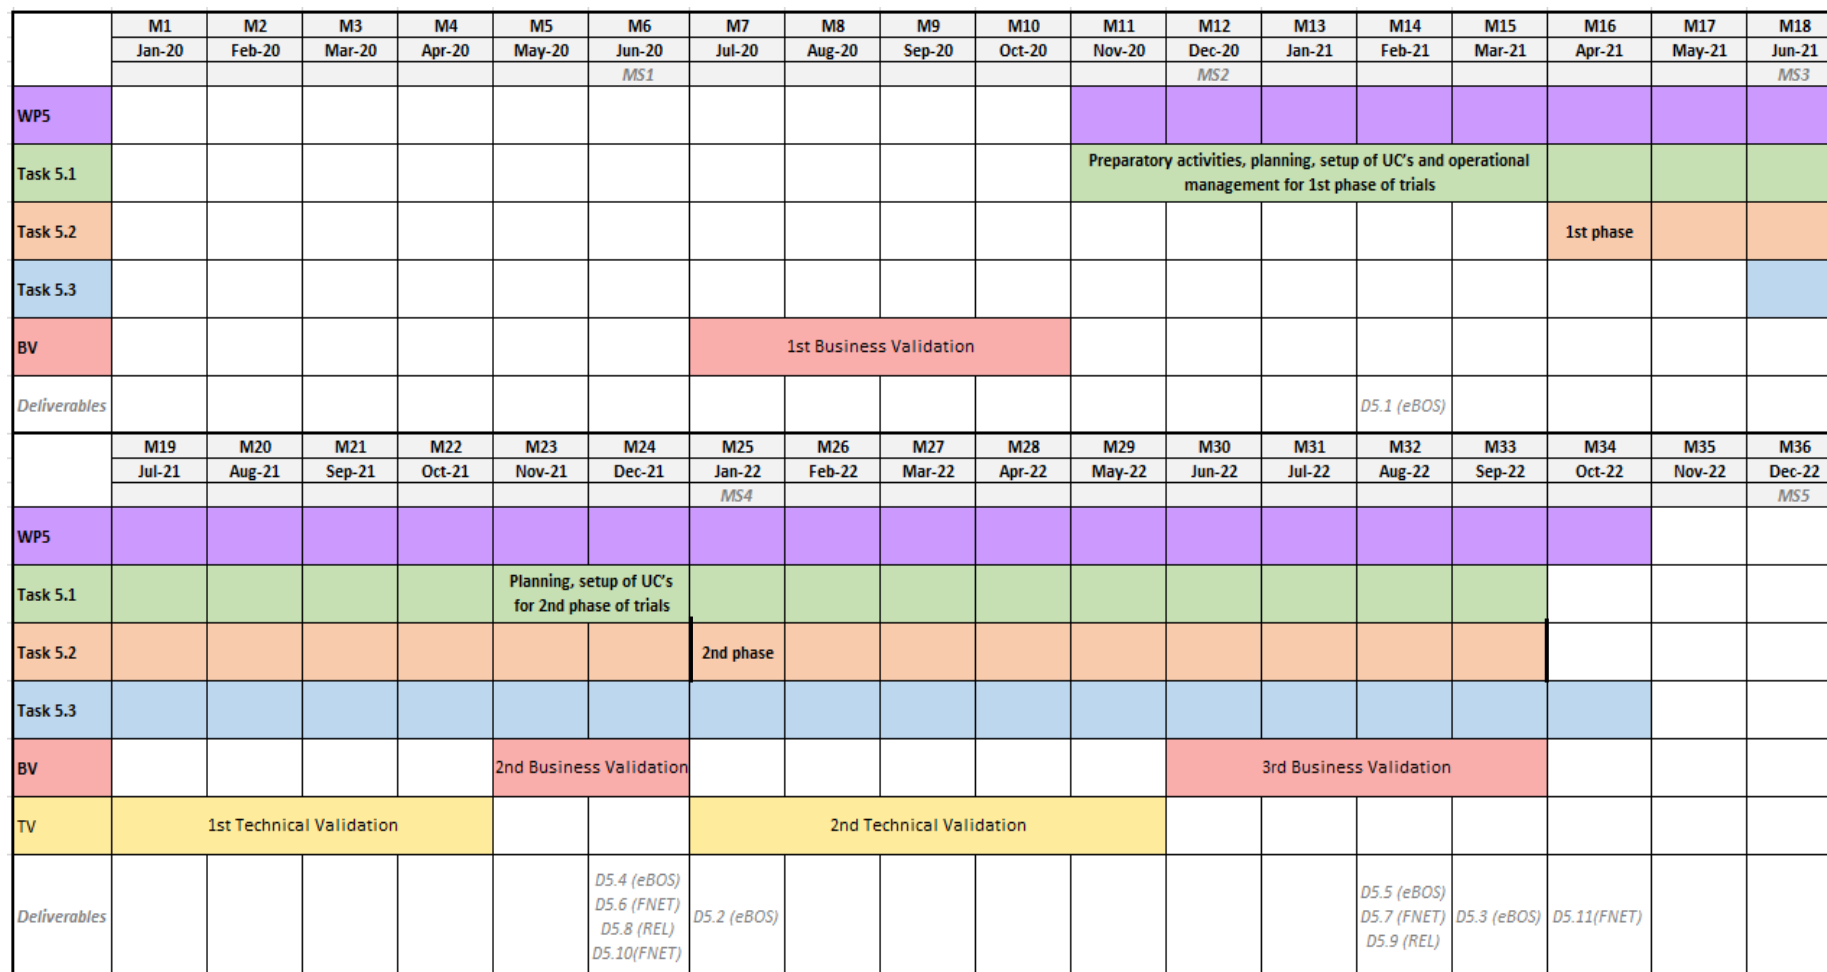 M1 M2 M3 M4 M5 M6 M7 M8 M9 M10 M11 M12 M13 M14 M15 M16 M17 M18
Jan-20 Feb-20 Mar-20 Apr-20 May-20 Jun-20 Jul-20 Aug-20 Sep-20 Oct-20 Nov-20 Dec-20 Jan-21 Feb-21 Mar-21 Apr-21 May-21 Jun-21
MS1 MS2 MS3
WP5
Task 5.1
Preparatory activities, planning, setup of UC's and operational
management for 1st phase of trials
Task 5.2 1st phase
Task 5.3
BV 1st Business Validation
Deliverables D5.1 (eBOS)
M19 M20 M21 M22 M23 M24 M25 M26 M27 M28 M29 M30 M31 M32 M33 M34 M35 M36
Jul-21 Aug-21 Sep-21 Oct-21 Nov-21 Dec-21 Jan-22 Feb-22 Mar-22 Apr-22 May-22 Jun-22 Jul-22 Aug-22 Sep-22 Oct-22 Nov-22 Dec-22
MS4 MS5
WP5
Task 5.1
Planning, setup of UC's
for 2nd phase of trials
Task 5.2 2nd phase
Task 5.3
BV 2nd Business Validation 3rd Business Validation
TV 1st Technical Validation 2nd Technical Validation
Deliverables
D5.4 (eBOS)
D5.6 (FNET)
D5.8 (REL)
D5.10(FNET)
D5.2 (eBOS)
D5.5 (eBOS)
D5.7 (FNET)
D5.9 (REL)
D5.3 (eBOS)
D5.11(FNET)